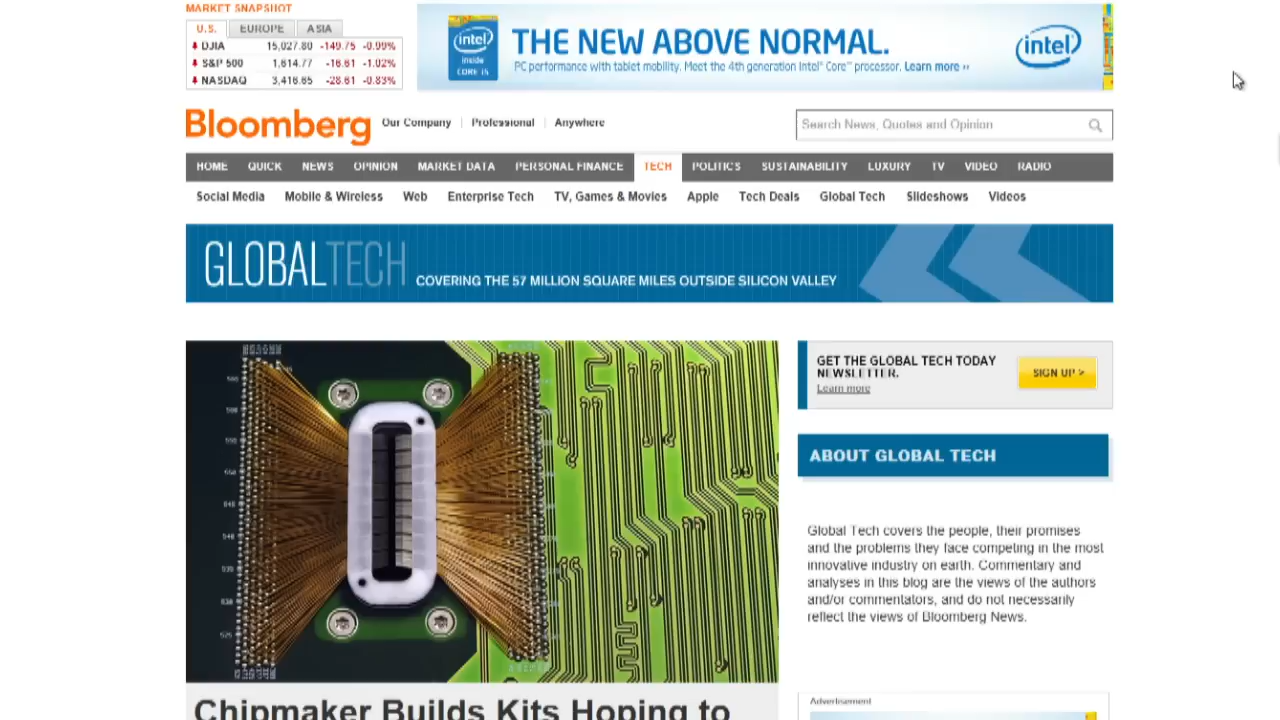 MARKET SNAPSHOT
U.S. EUROPE ASIA
DJIA 15,027.80 -149.75 -0.99%
S&P 500 1,614.77 -16.61 -1.02%
NASDAQ 3,416.65 -28.61 -0.83%
intel inside CORE i5
THE NEW ABOVE NORMAL.
PC performance with tablet mobility. Meet the 4th generation Intel® Core™ processor. Learn more ››
intel
Bloomberg Our Company Professional Anywhere
Search News, Quotes and Opinion
HOME QUICK NEWS OPINION MARKET DATA PERSONAL FINANCE TECH POLITICS SUSTAINABILITY LUXURY TV VIDEO RADIO
Social Media Mobile & Wireless Web Enterprise Tech TV, Games & Movies Apple Tech Deals Global Tech Slideshows Videos
GLOBALTECH COVERING THE 57 MILLION SQUARE MILES OUTSIDE SILICON VALLEY
GET THE GLOBAL TECH TODAY
NEWSLETTER.
Learn more
SIGN UP >
ABOUT GLOBAL TECH
Global Tech covers the people, their promises
and the problems they face competing in the most
innovative industry on earth. Commentary and
analyses in this blog are the views of the authors
and/or commentators, and do not necessarily
reflect the views of Bloomberg News.
Advertisement
Chipmaker Builds Kits Hoping to